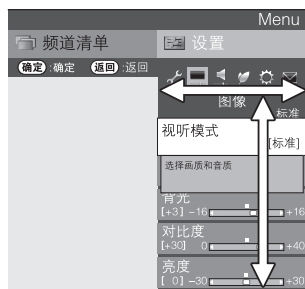 Menu
频道清单
设置
确定 :确定 返回 :返回
图像
标准
视听模式
[标准]
选择画质和音质
背光
[+3] -16 +16
对比度
[+30] 0 +40
亮度
[ 0] -30 +30